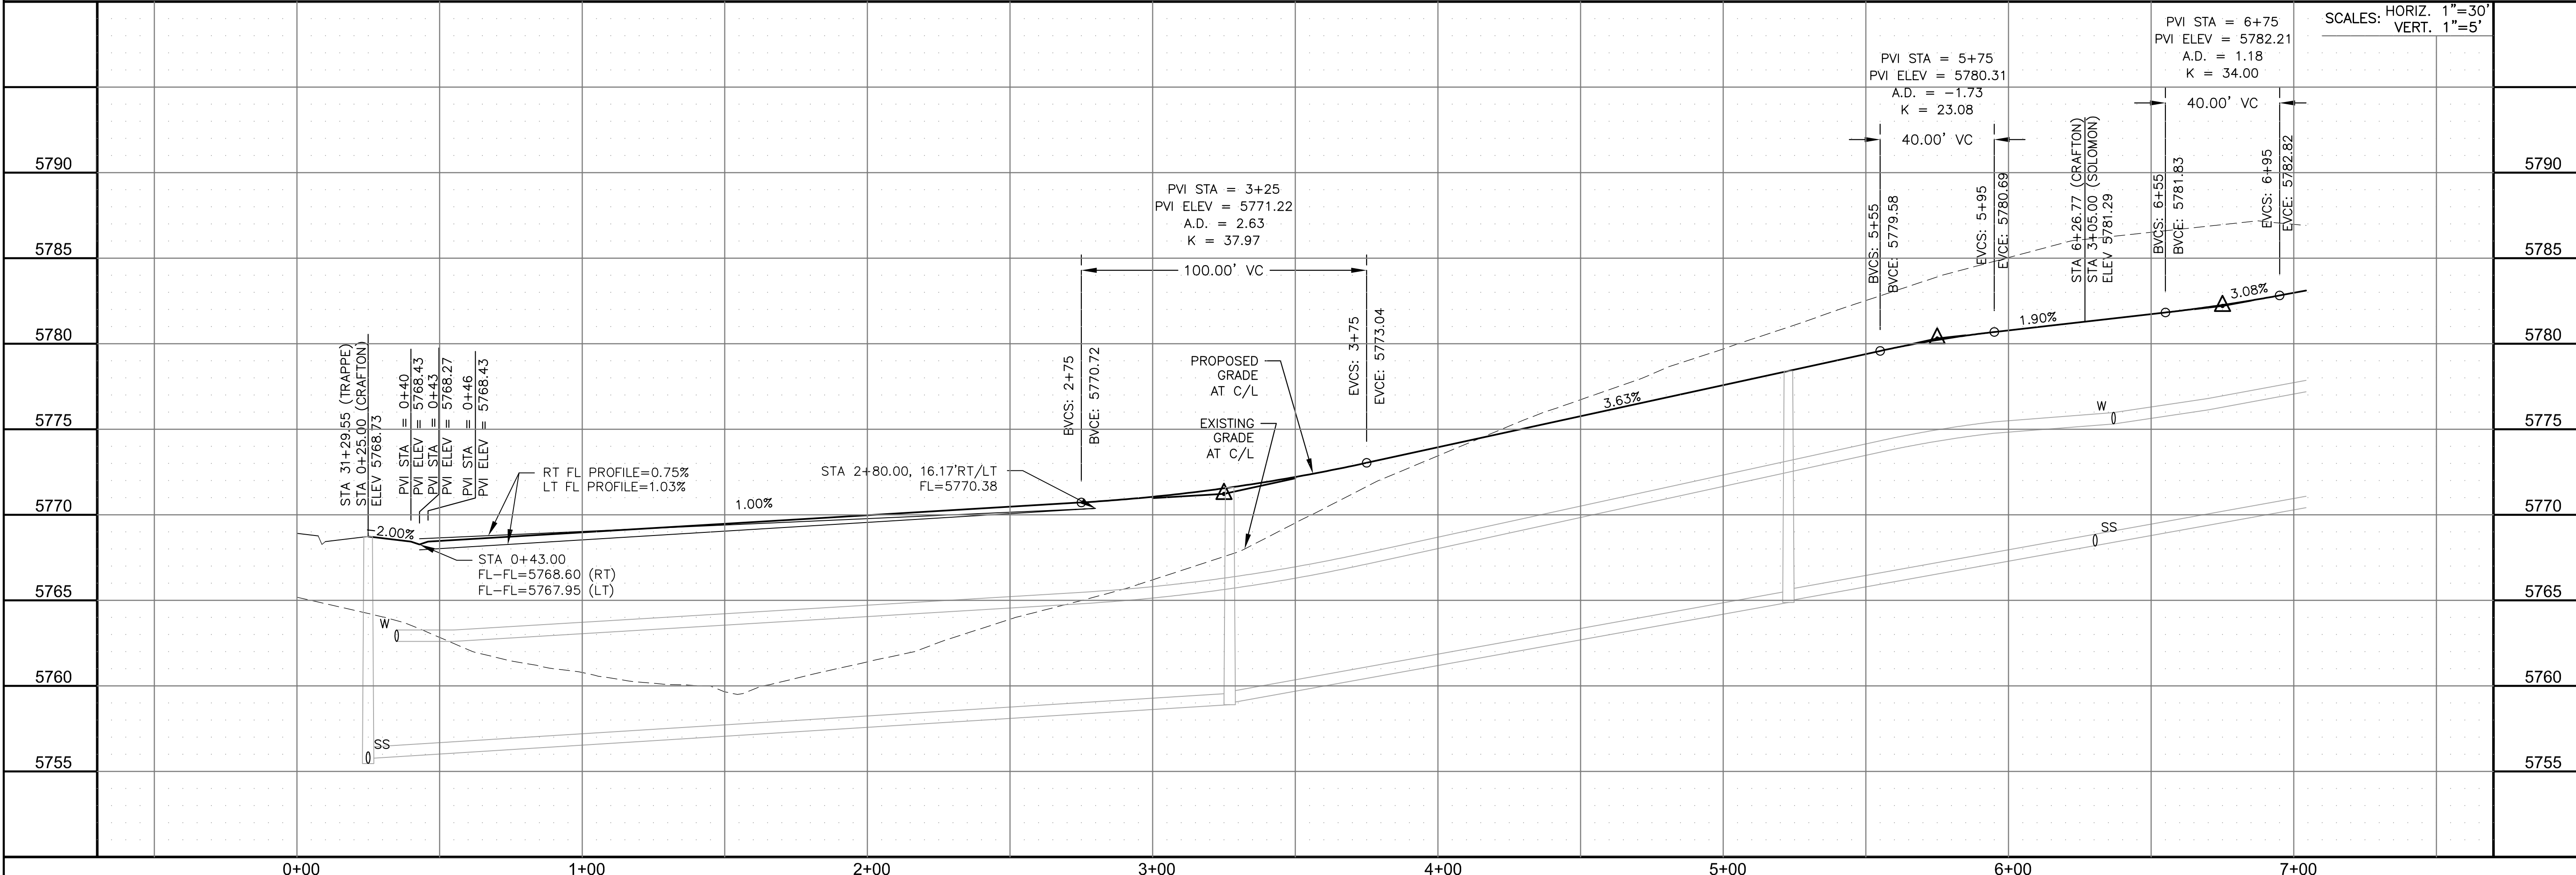 SCALES: HORIZ. 1"=30'
VERT. 1"=5'
PVI STA = 6+75
PVI ELEV = 5782.21
A.D. = 1.18
K = 34.00
40.00' VC
PVI STA = 5+75
PVI ELEV = 5780.31
A.D. = -1.73
K = 23.08
40.00' VC
PVI STA = 3+25
PVI ELEV = 5771.22
A.D. = 2.63
K = 37.97
100.00' VC
5790
5785
5780
5775
5770
5765
5760
5755
STA 31+29.55 (TRAPPE)
STA 0+25.00 (CRAFTON)
ELEV 5768.73
PVI STA = 0+40
PVI ELEV = 5768.43
PVI STA = 0+43
PVI ELEV = 5768.27
PVI STA = 0+46
PVI ELEV = 5768.43
-2.00%
RT FL PROFILE=0.75%
LT FL PROFILE=1.03%
STA 0+43.00
FL-FL=5768.60 (RT)
FL-FL=5767.95 (LT)
1.00%
STA 2+80.00, 16.17'RT/LT
FL=5770.38
BVCS: 2+75
BVCE: 5770.72
PROPOSED
GRADE
AT C/L
EXISTING
GRADE
AT C/L
EVCS: 3+75
EVCE: 5773.04
3.63%
BVCS: 5+55
BVCE: 5779.58
EVCS: 5+95
EVCE: 5780.69
1.90%
STA 6+26.77 (CRAFTON)
STA 3+05.00 (SOLOMON)
ELEV 5781.29
BVCS: 6+55
BVCE: 5781.83
3.08%
EVCS: 6+95
EVCE: 5782.82
W
SS
W
SS
5790
5785
5780
5775
5770
5765
5760
5755
0+00
1+00
2+00
3+00
4+00
5+00
6+00
7+00